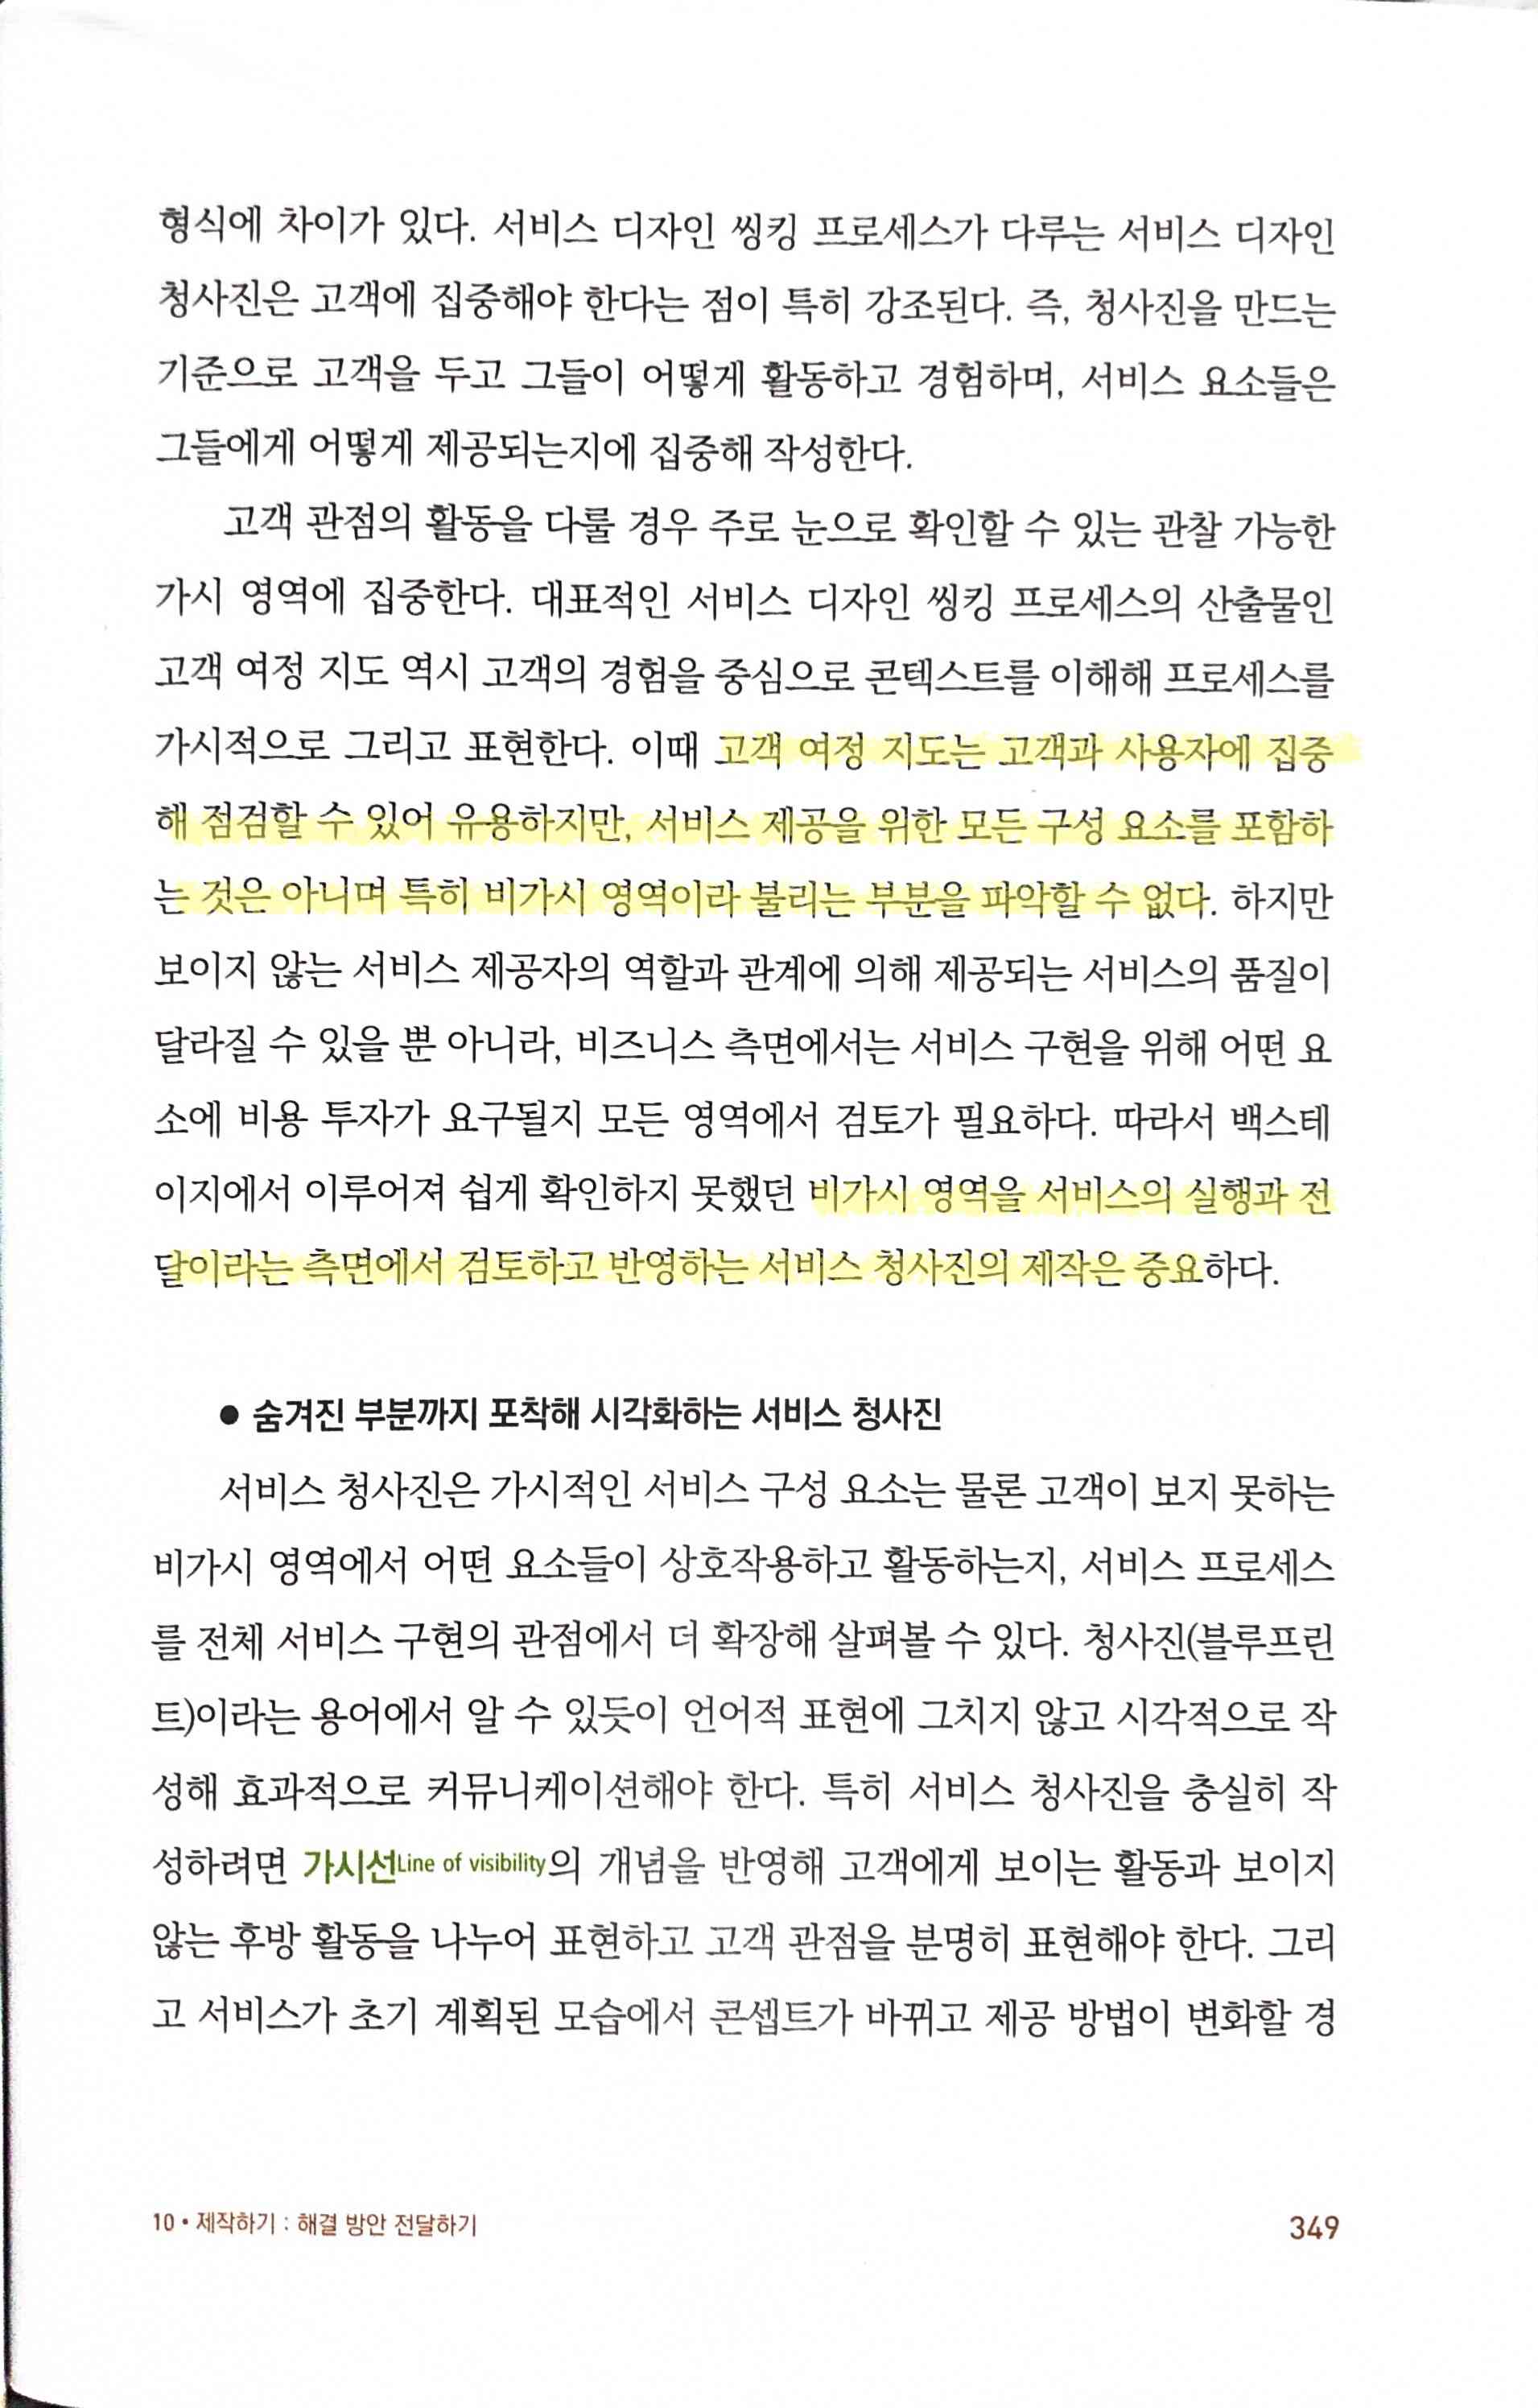 형식에 차이가 있다. 서비스 디자인 씽킹 프로세스가 다루는 서비스 디자인
청사진은 고객에 집중해야 한다는 점이 특히 강조된다. 즉, 청사진을 만드는
기준으로 고객을 두고 그들이 어떻게 활동하고 경험하며, 서비스 요소들은
그들에게 어떻게 제공되는지에 집중해 작성한다.
고객 관점의 활동을 다룰 경우 주로 눈으로 확인할 수 있는 관찰 가능한
가시 영역에 집중한다. 대표적인 서비스 디자인 씽킹 프로세스의 산출물인
고객 여정 지도 역시 고객의 경험을 중심으로 콘텍스트를 이해해 프로세스를
가시적으로 그리고 표현한다. 이때 고객 여정 지도는 고객과 사용자에 집중
해 점검할 수 있어 유용하지만, 서비스 제공을 위한 모든 구성 요소를 포함하
는 것은 아니며 특히 비가시 영역이라 불리는 부분을 파악할 수 없다. 하지만
보이지 않는 서비스 제공자의 역할과 관계에 의해 제공되는 서비스의 품질이
달라질 수 있을 뿐 아니라, 비즈니스 측면에서는 서비스 구현을 위해 어떤 요
소에 비용 투자가 요구될지 모든 영역에서 검토가 필요하다. 따라서 백스테
이지에서 이루어져 쉽게 확인하지 못했던 비가시 영역을 서비스의 실행과 전
달이라는 측면에서 검토하고 반영하는 서비스 청사진의 제작은 중요하다.
● 숨겨진 부분까지 포착해 시각화하는 서비스 청사진
서비스 청사진은 가시적인 서비스 구성 요소는 물론 고객이 보지 못하는
비가시 영역에서 어떤 요소들이 상호작용하고 활동하는지, 서비스 프로세스
를 전체 서비스 구현의 관점에서 더 확장해 살펴볼 수 있다. 청사진(블루프린
트)이라는 용어에서 알 수 있듯이 언어적 표현에 그치지 않고 시각적으로 작
성해 효과적으로 커뮤니케이션해야 한다. 특히 서비스 청사진을 충실히 작
성하려면 가시선Line of visibility의 개념을 반영해 고객에게 보이는 활동과 보이지
않는 후방 활동을 나누어 표현하고 고객 관점을 분명히 표현해야 한다. 그리
고 서비스가 초기 계획된 모습에서 콘셉트가 바뀌고 제공 방법이 변화할 경
10 • 제작하기 : 해결 방안 전달하기
349